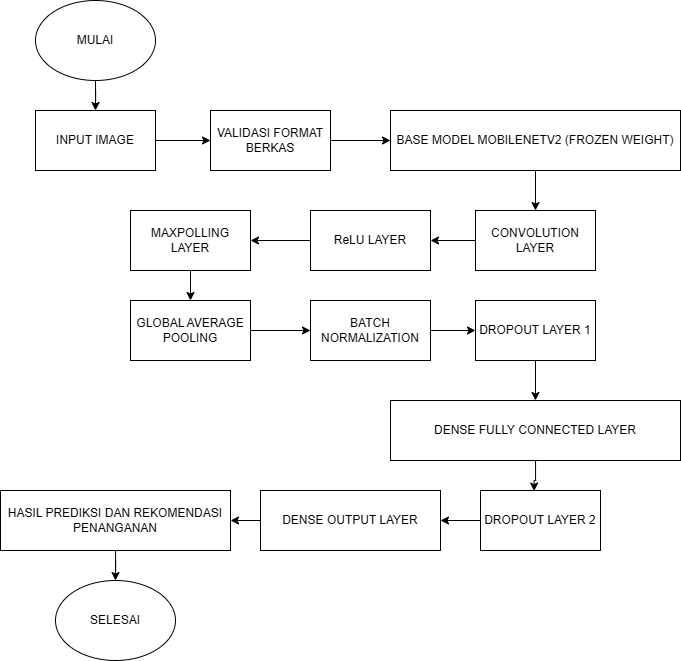 MULAI
INPUT IMAGE
VALIDASI FORMAT
BERKAS
BASE MODEL MOBILENETV2 (FROZEN WEIGHT)
CONVOLUTION
LAYER
ReLU LAYER
MAXPOLLING
LAYER
GLOBAL AVERAGE
POOLING
BATCH
NORMALIZATION
DROPOUT LAYER 1
DENSE FULLY CONNECTED LAYER
DROPOUT LAYER 2
DENSE OUTPUT LAYER
HASIL PREDIKSI DAN REKOMENDASI
PENANGANAN
SELESAI